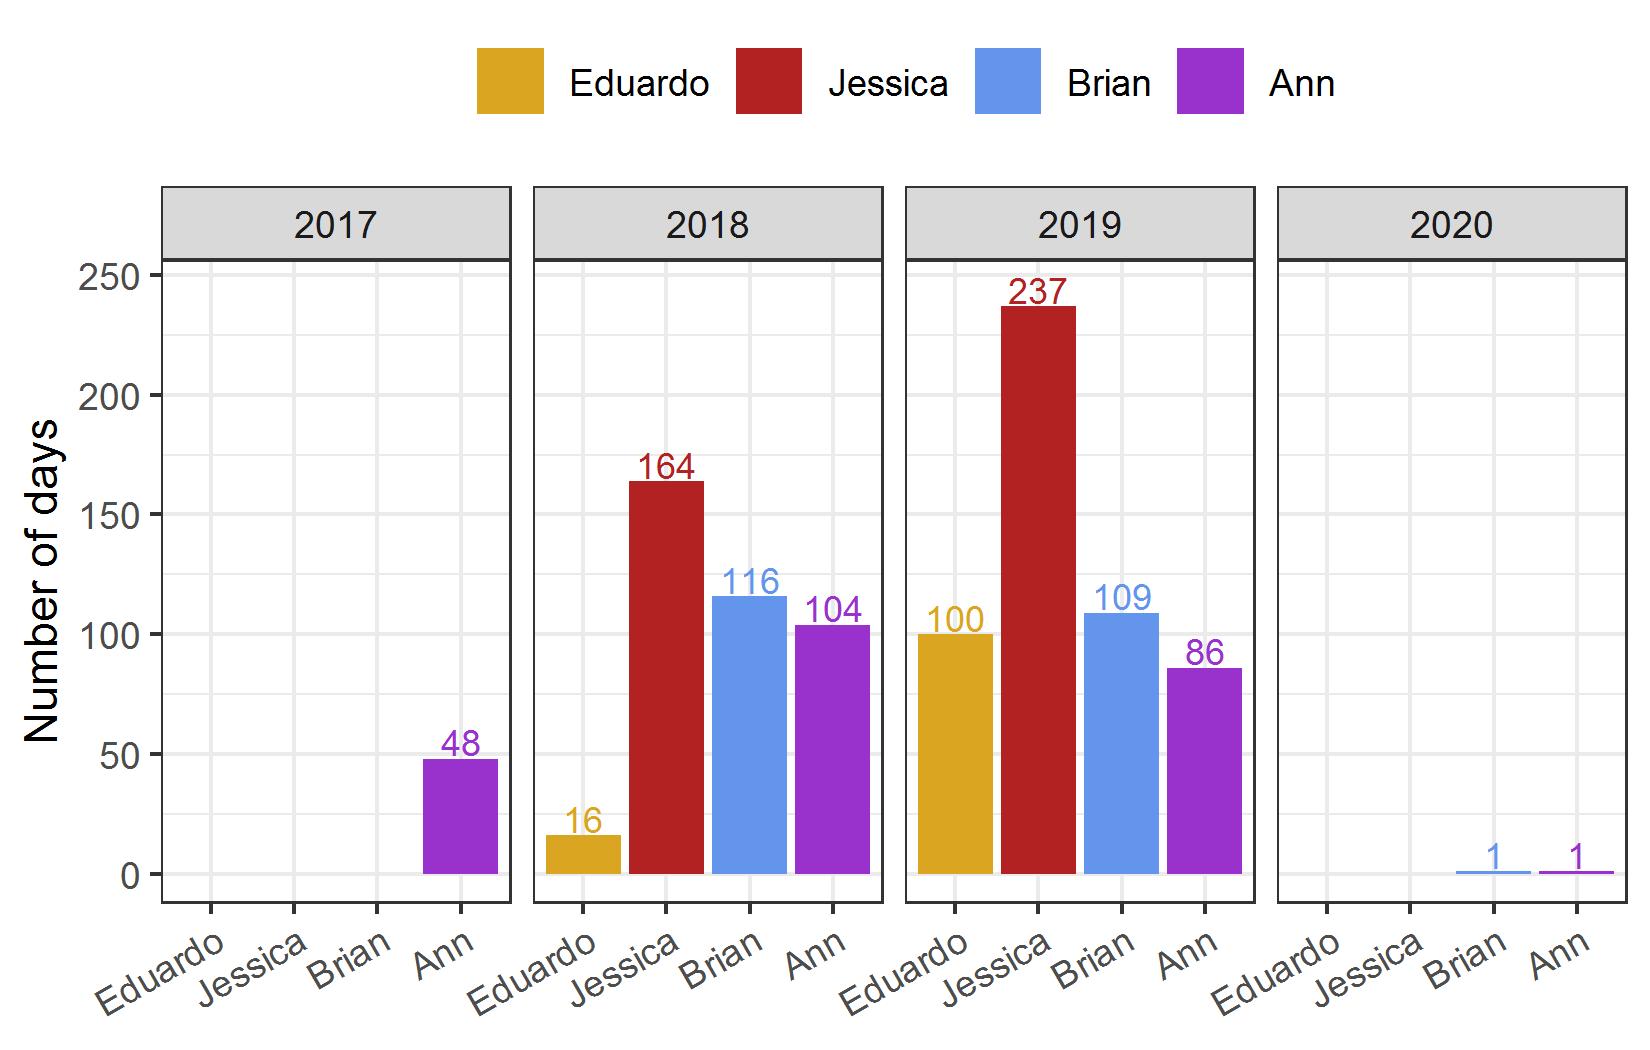 Eduardo Jessica Brian Ann
2017 2018 2019 2020
Number of days
250
200
150
100
50
0
48
16 164 116 104
100 237 109 86
1 1
Eduardo Jessica Brian Ann Eduardo Jessica Brian Ann Eduardo Jessica Brian Ann Eduardo Jessica Brian Ann